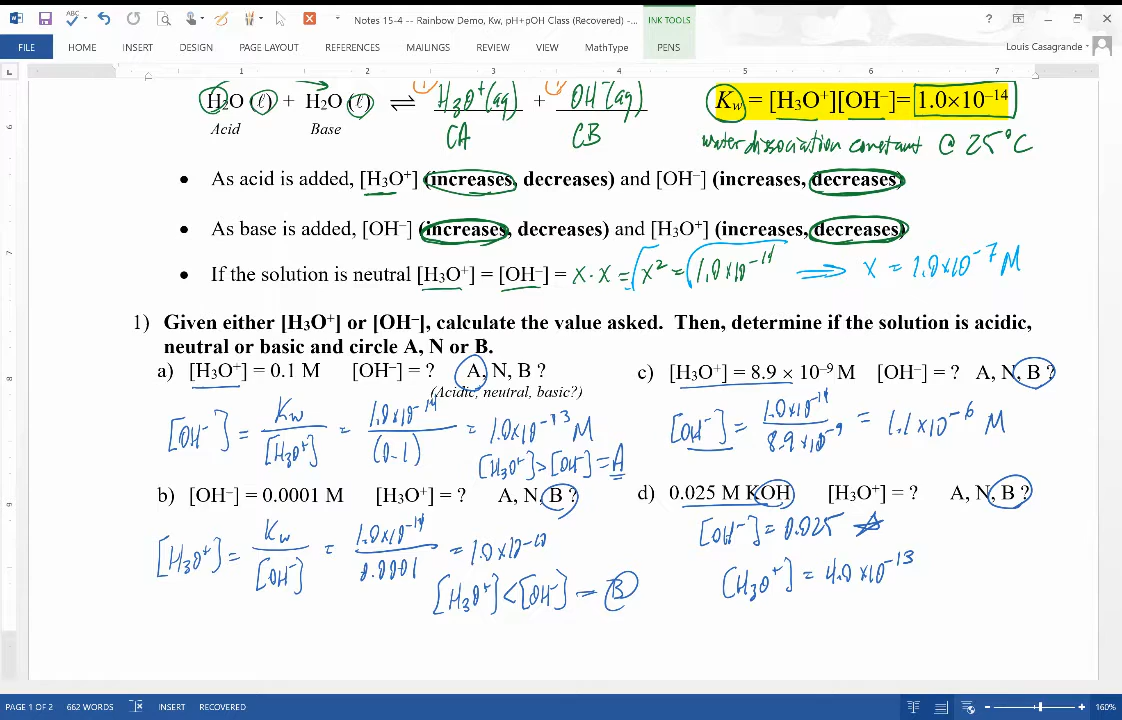 Notes 15-4 -- Rainbow Demo, Kw, pH+pOH Class (Recovered) -...
INK TOOLS
?
FILE HOME INSERT DESIGN PAGE LAYOUT REFERENCES MAILINGS REVIEW VIEW MathType PENS
Louis Casagrande
1 2 3 4 5 6 7
H₂O (ℓ) + H₂O (ℓ) ⇌ H₃O⁺(aq) + OH⁻(aq)
Acid Base CA CB
Kw = [H₃O⁺][OH⁻]= 1.0×10⁻¹⁴
water dissociation constant @ 25°C
• As acid is added, [H₃O⁺] (increases, decreases) and [OH⁻] (increases, decreases)
• As base is added, [OH⁻] (increases, decreases) and [H₃O⁺] (increases, decreases)
• If the solution is neutral [H₃O⁺] = [OH⁻] = x·x = √x² = √1.0×10⁻¹⁴ ⇒ x = 1.0×10⁻⁷ M
1) Given either [H₃O⁺] or [OH⁻], calculate the value asked. Then, determine if the solution is acidic,
neutral or basic and circle A, N or B.
a) [H₃O⁺] = 0.1 M [OH⁻] = ? A, N, B ?
(Acidic, neutral, basic?)
[OH⁻] = Kw / [H₃O⁺] = 1.0×10⁻¹⁴ / (0.1) = 1.0×10⁻¹³ M
[H₃O⁺] > [OH⁻] = A
b) [OH⁻] = 0.0001 M [H₃O⁺] = ? A, N, B ?
[H₃O⁺] = Kw / [OH⁻] = 1.0×10⁻¹⁴ / 0.0001 = 1.0×10⁻¹⁰
[H₃O⁺] < [OH⁻] = B
c) [H₃O⁺] = 8.9 × 10⁻⁹ M [OH⁻] = ? A, N, B ?
[OH⁻] = 1.0×10⁻¹⁴ / 8.9×10⁻⁹ = 1.1×10⁻⁶ M
d) 0.025 M KOH [H₃O⁺] = ? A, N, B ?
[OH⁻] = 0.025
[H₃O⁺] = 4.0×10⁻¹³
PAGE 1 OF 2 662 WORDS INSERT RECOVERED 160%